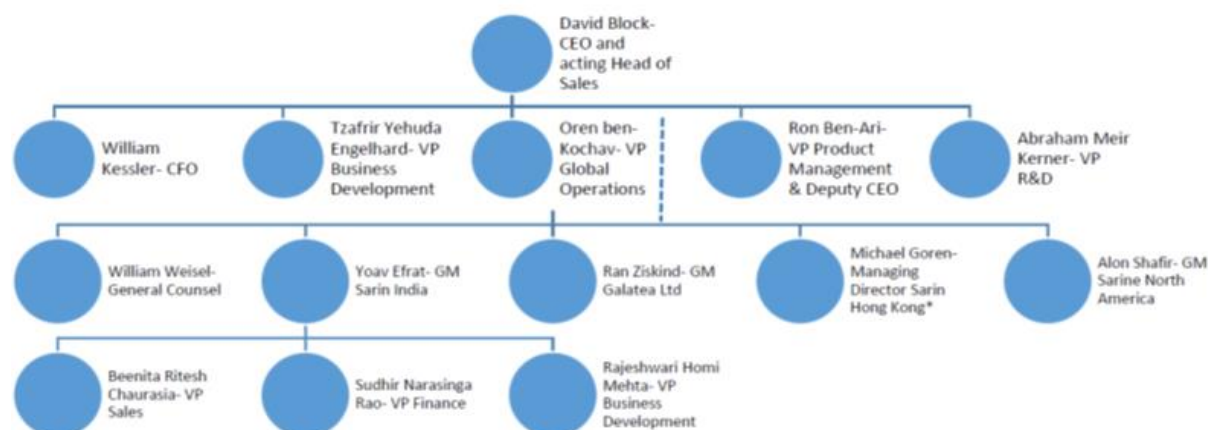 David Block-
CEO and
acting Head of
Sales
William
Kessler- CFO
Tzafrir Yehuda
Engelhard- VP
Business
Development
Oren ben-
Kochav- VP
Global
Operations
Ron Ben-Ari-
VP Product
Management
& Deputy CEO
Abraham Meir
Kerner- VP
R&D
William Weisel-
General Counsel
Yoav Efrat- GM
Sarin India
Ran Ziskind- GM
Galatea Ltd
Michael Goren-
Managing
Director Sarin
Hong Kong*
Alon Shafir- GM
Sarine North
America
Beenita Ritesh
Chaurasia- VP
Sales
Sudhir Narasinga
Rao- VP Finance
Rajeshwari Homi
Mehta- VP
Business
Development